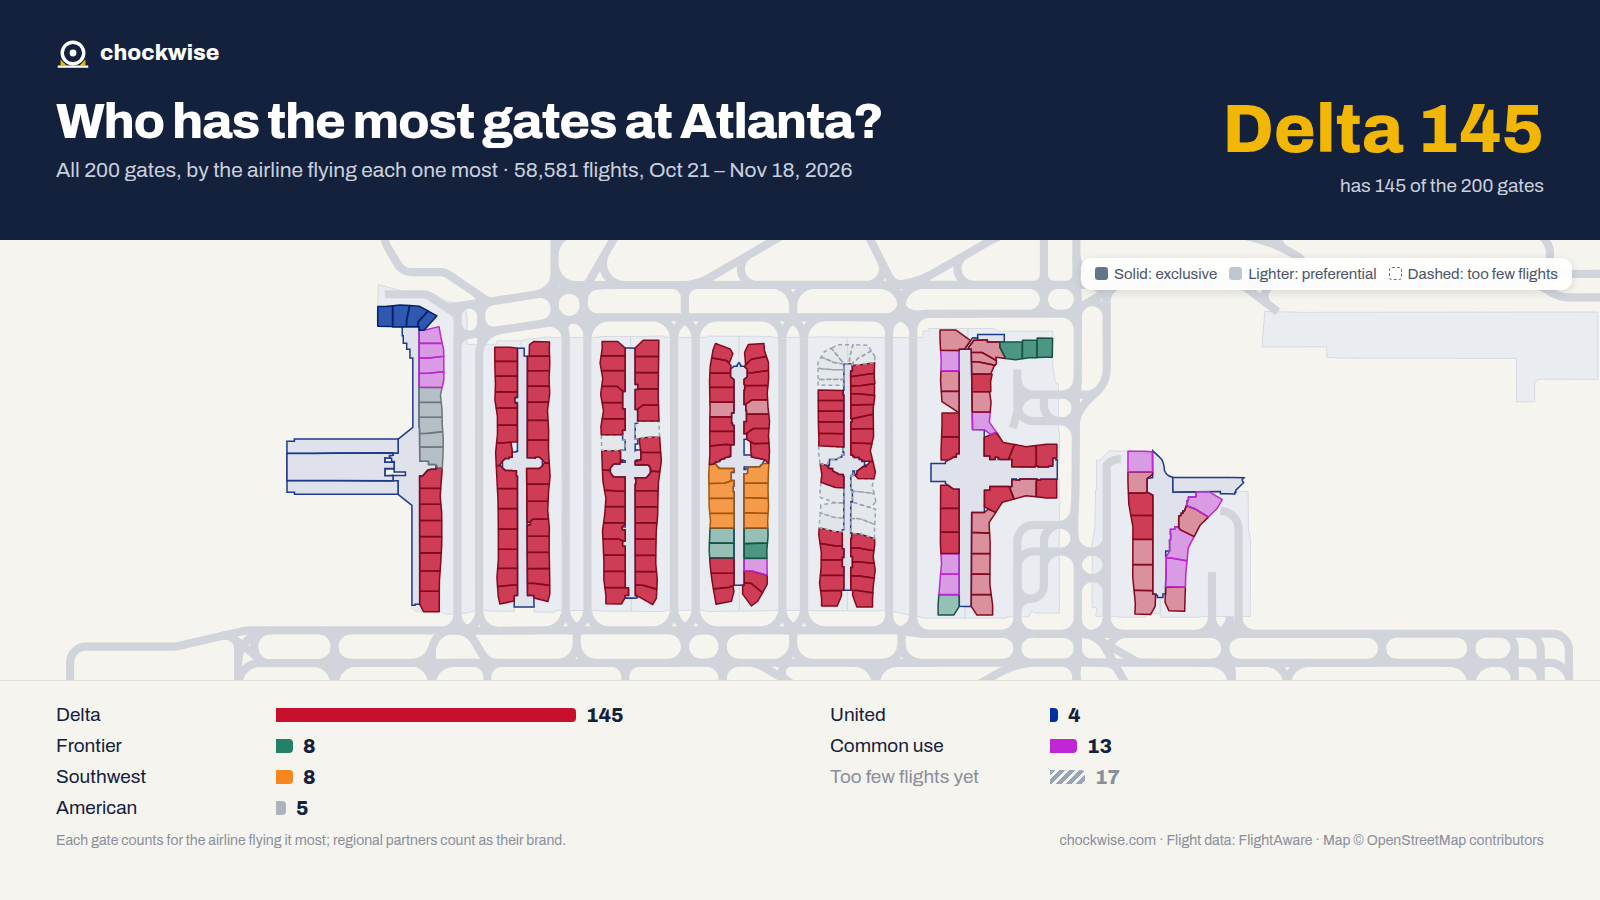 chockwise
Who has the most gates at Atlanta?
All 200 gates, by the airline flying each one most · 58,581 flights, Oct 21 – Nov 18, 2026
Delta 145
has 145 of the 200 gates
Solid: exclusive Lighter: preferential Dashed: too few flights
Delta 145
Frontier 8
Southwest 8
American 5
United 4
Common use 13
Too few flights yet 17
Each gate counts for the airline flying it most; regional partners count as their brand.
chockwise.com · Flight data: FlightAware · Map © OpenStreetMap contributors